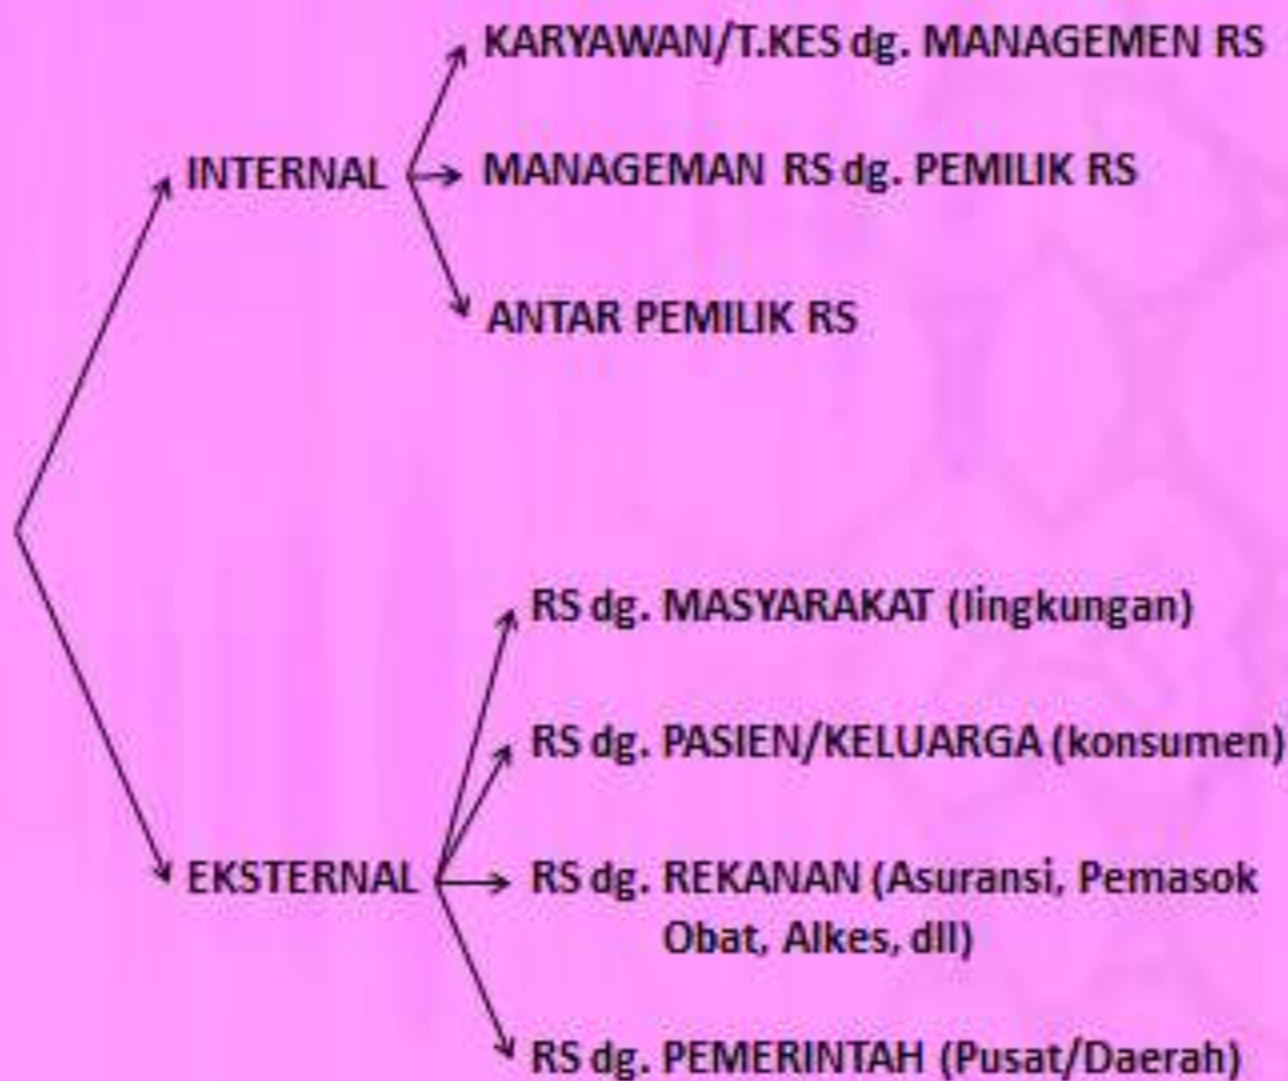 KARYAWAN/T.KES dg. MANAGEMEN RS
INTERNAL
MANAGEMAN RS dg. PEMILIK RS
ANTAR PEMILIK RS
RS dg. MASYARAKAT (lingkungan)
RS dg. PASIEN/KELUARGA (konsumen)
EKSTERNAL
RS dg. REKANAN (Asuransi, Pemasok
Obat, Alkes, dll)
RS dg. PEMERINTAH (Pusat/Daerah)